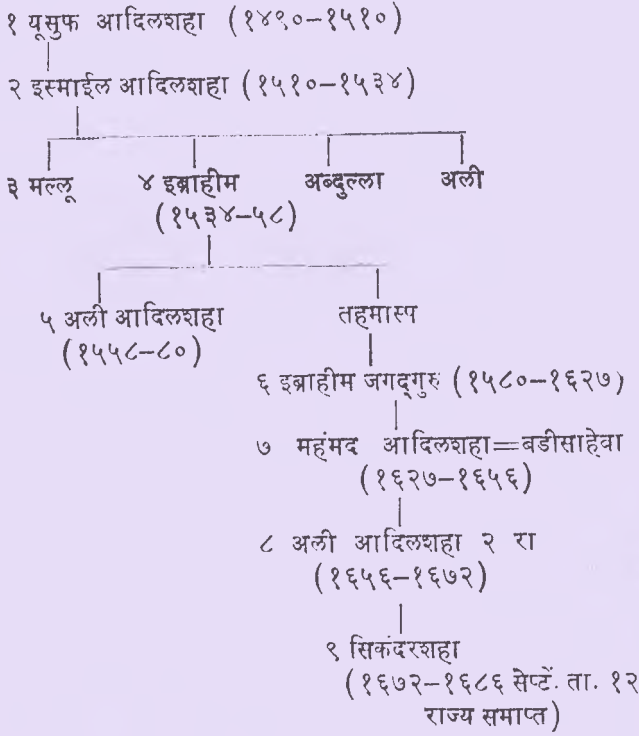 १ यूसुफ आदिलशहा (१४९०–१५१०)
२ इस्माईल आदिलशहा (१५१०–१५३४)
३ मल्लू ४ इब्राहीम अब्दुल्ला अली
(१५३४–५८)
५ अली आदिलशहा तहमास्प
(१५५८–८०)
६ इब्राहीम जगद्‌गुरु (१५८०–१६२७)
७ महंमद आदिलशहा=बडीसाहेबा
(१६२७–१६५६)
८ अली आदिलशहा २ रा
(१६५६–१६७२)
९ सिकंदरशहा
(१६७२–१६८६ सेप्टें. ता. १२
राज्य समाप्त)